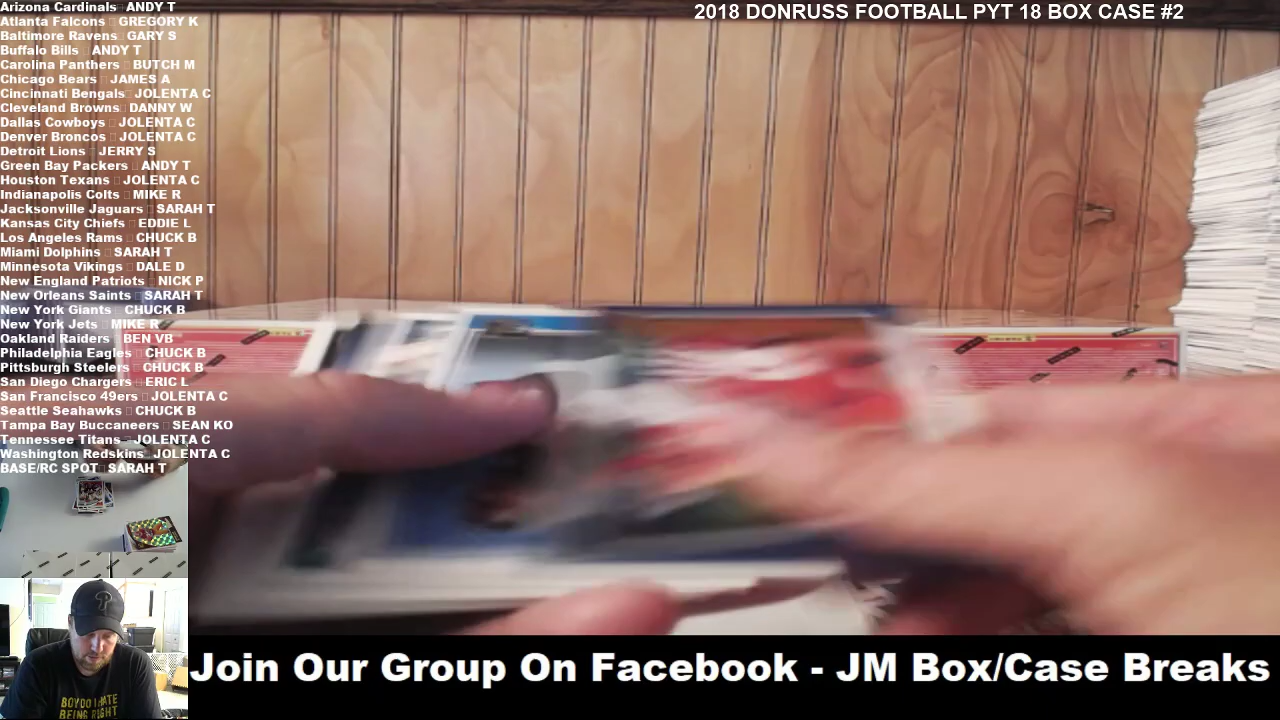 2018 DONRUSS FOOTBALL PYT 18 BOX CASE #2
Arizona Cardinals ANDY T
Atlanta Falcons GREGORY K
Baltimore Ravens GARY S
Buffalo Bills ANDY T
Carolina Panthers BUTCH M
Chicago Bears JAMES A
Cincinnati Bengals JOLENTA C
Cleveland Browns DANNY W
Dallas Cowboys JOLENTA C
Denver Broncos JOLENTA C
Detroit Lions JERRY S
Green Bay Packers ANDY T
Houston Texans JOLENTA C
Indianapolis Colts MIKE R
Jacksonville Jaguars SARAH T
Kansas City Chiefs EDDIE L
Los Angeles Rams CHUCK B
Miami Dolphins SARAH T
Minnesota Vikings DALE D
New England Patriots NICK P
New Orleans Saints SARAH T
New York Giants CHUCK B
New York Jets MIKE R
Oakland Raiders BEN VB
Philadelphia Eagles CHUCK B
Pittsburgh Steelers CHUCK B
San Diego Chargers ERIC L
San Francisco 49ers JOLENTA C
Seattle Seahawks CHUCK B
Tampa Bay Buccaneers SEAN KO
Tennessee Titans JOLENTA C
Washington Redskins JOLENTA C
BASE/RC SPOT SARAH T
BOY DO I HATE
BEING RIGHT
Join Our Group On Facebook - JM Box/Case Breaks